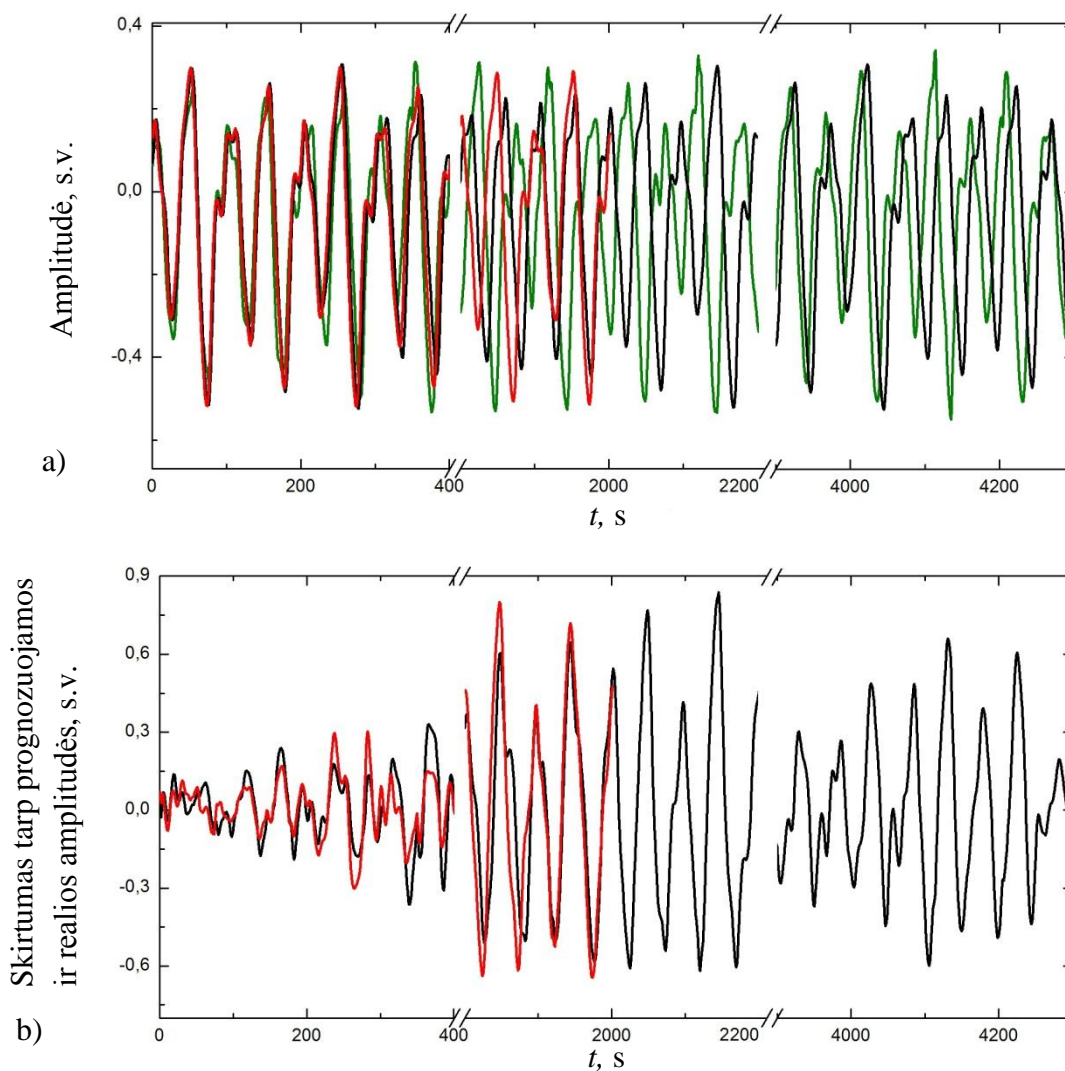 0,4
0,0
-0,4
Amplitudė, s.v.
a)
0 200 400 2000 2200 4000 4200
t, s
0,9
0,6
0,3
0,0
-0,3
-0,6
Skirtumas tarp prognozuojamos
ir realios amplitudės, s.v.
b)
0 200 400 2000 2200 4000 4200
t, s